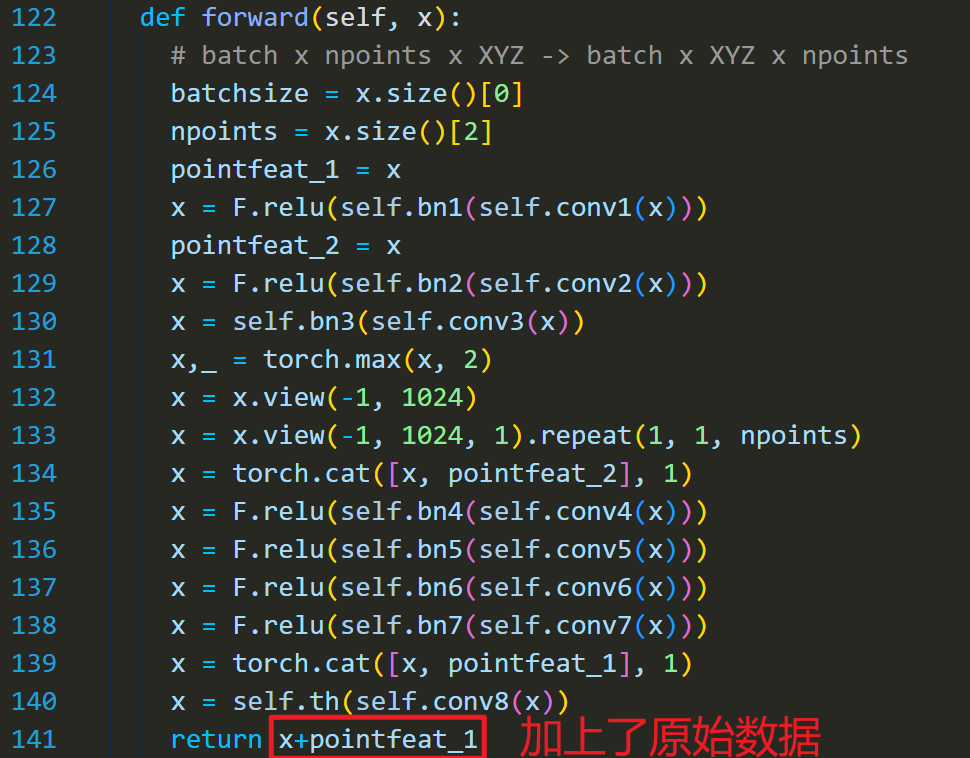 122 def forward(self, x):
123 # batch x npoints x XYZ -> batch x XYZ x npoints
124 batchsize = x.size()[0]
125 npoints = x.size()[2]
126 pointfeat_1 = x
127 x = F.relu(self.bn1(self.conv1(x)))
128 pointfeat_2 = x
129 x = F.relu(self.bn2(self.conv2(x)))
130 x = self.bn3(self.conv3(x))
131 x,_ = torch.max(x, 2)
132 x = x.view(-1, 1024)
133 x = x.view(-1, 1024, 1).repeat(1, 1, npoints)
134 x = torch.cat([x, pointfeat_2], 1)
135 x = F.relu(self.bn4(self.conv4(x)))
136 x = F.relu(self.bn5(self.conv5(x)))
137 x = F.relu(self.bn6(self.conv6(x)))
138 x = F.relu(self.bn7(self.conv7(x)))
139 x = torch.cat([x, pointfeat_1], 1)
140 x = self.th(self.conv8(x))
141 return x+pointfeat_1 加上了原始数据